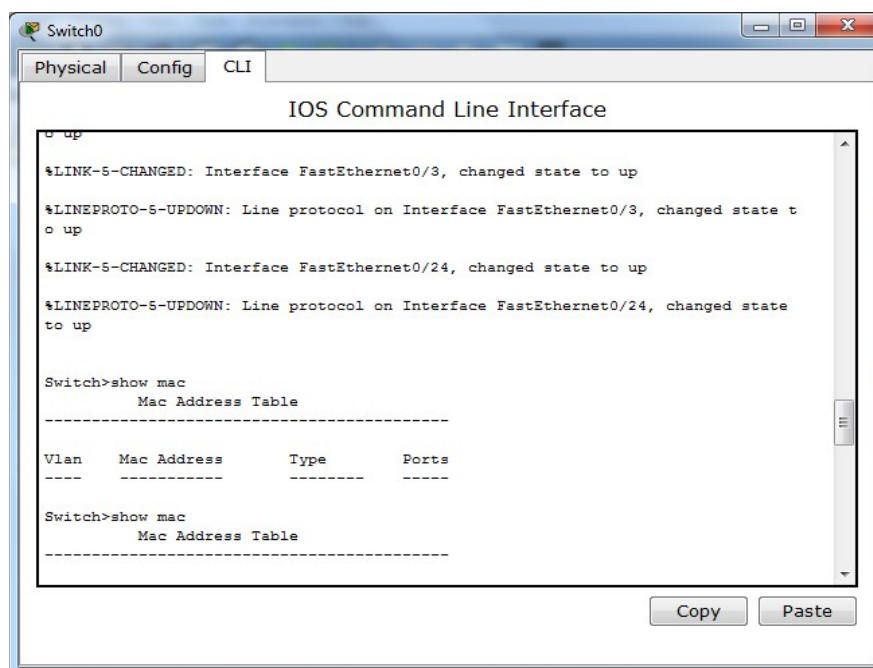 Switch0
Physical Config CLI
IOS Command Line Interface
o up
%LINK-5-CHANGED: Interface FastEthernet0/3, changed state to up
%LINEPROTO-5-UPDOWN: Line protocol on Interface FastEthernet0/3, changed state t
o up
%LINK-5-CHANGED: Interface FastEthernet0/24, changed state to up
%LINEPROTO-5-UPDOWN: Line protocol on Interface FastEthernet0/24, changed state
to up
Switch>show mac
Mac Address Table
-------------------------------------------
Vlan    Mac Address       Type        Ports
----    -----------       --------    -----
Switch>show mac
Mac Address Table
-------------------------------------------
Copy Paste